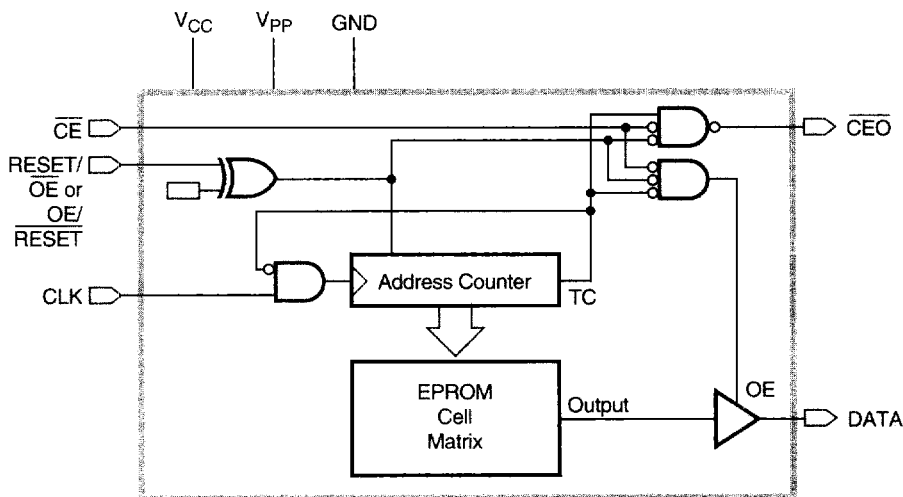 VCC
VPP
GND
CE
CEO
RESET/
OE or
OE/
RESET
Address Counter
TC
CLK
EPROM
Cell
Matrix
Output
OE
DATA